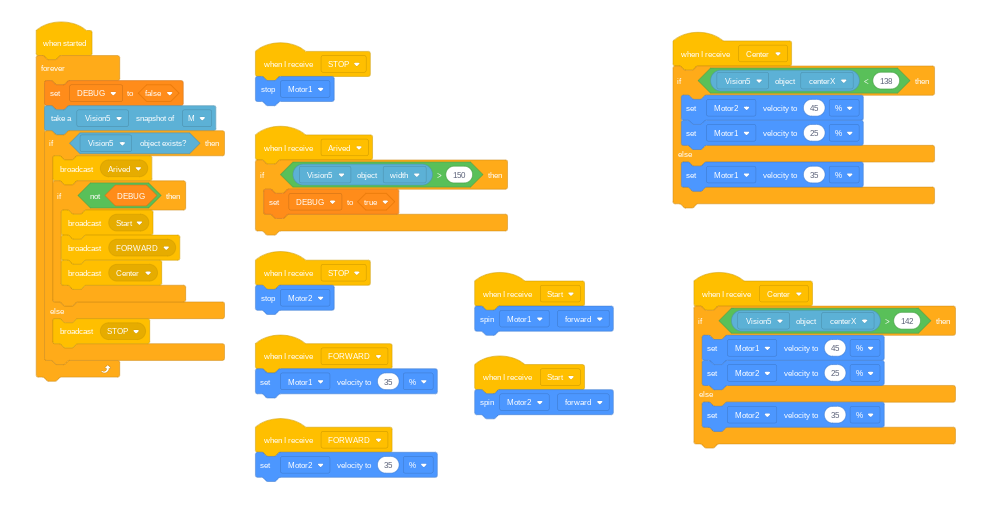 when started
forever
set DEBUG to false
take a Vision5 snapshot of M
if Vision5 object exists? then
broadcast Arived
if not DEBUG then
broadcast Start
broadcast FORWARD
broadcast Center
else
broadcast STOP
when I receive STOP
stop Motor1
when I receive Arived
if Vision5 object width > 150 then
set DEBUG to true
when I receive STOP
stop Motor2
when I receive FORWARD
set Motor1 velocity to 35 %
when I receive FORWARD
set Motor2 velocity to 35 %
when I receive Start
spin Motor1 forward
when I receive Start
spin Motor2 forward
when I receive Center
if Vision5 object centerX < 138 then
set Motor2 velocity to 45 %
set Motor1 velocity to 25 %
else
set Motor1 velocity to 35 %
when I receive Center
if Vision5 object centerX > 142 then
set Motor1 velocity to 45 %
set Motor2 velocity to 25 %
else
set Motor2 velocity to 35 %